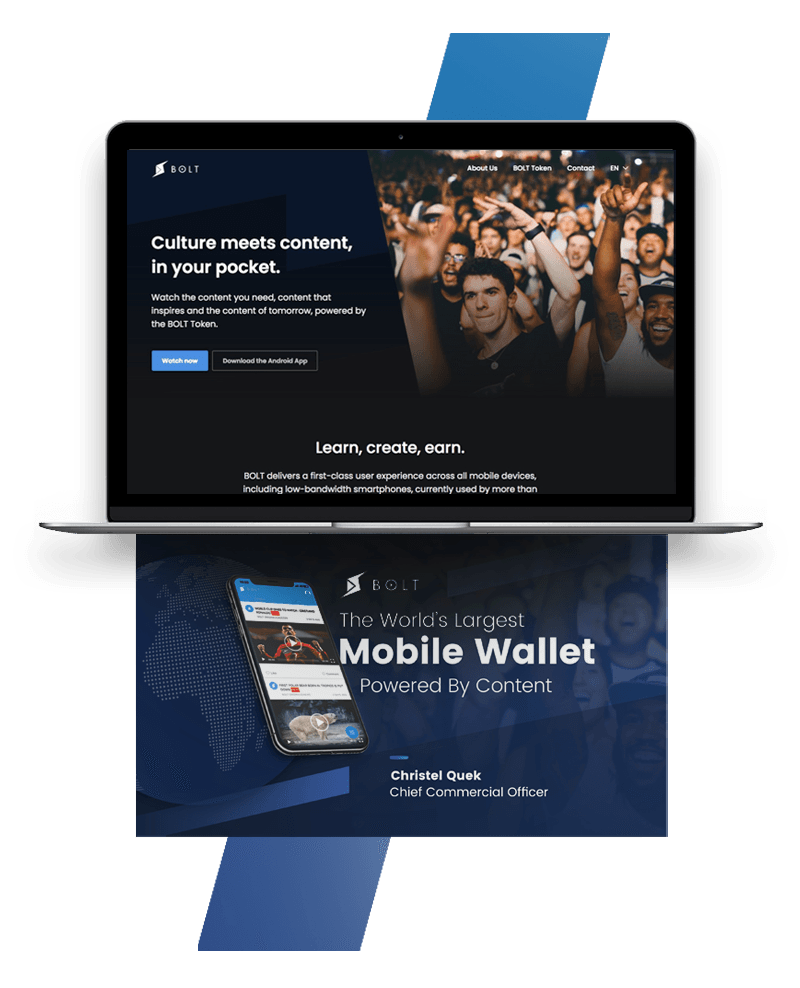 BOLT
About Us BOLT Token Contact EN
Culture meets content,
in your pocket.
Watch the content you need, content that
inspires and the content of tomorrow, powered by
the BOLT Token.
Watch now Download the Android App
Learn, create, earn.
BOLT delivers a first-class user experience across all mobile devices,
including low-bandwidth smartphones, currently used by more than
BOLT
The World's Largest
Mobile Wallet
Powered By Content
Christel Quek
Chief Commercial Officer